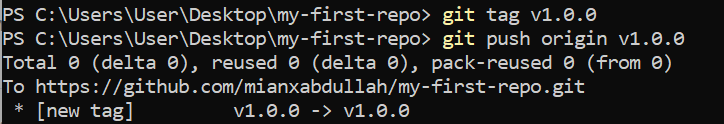 PS C:\Users\User\Desktop\my-first-repo> git tag v1.0.0
PS C:\Users\User\Desktop\my-first-repo> git push origin v1.0.0
Total 0 (delta 0), reused 0 (delta 0), pack-reused 0 (from 0)
To https://github.com/mianxabdullah/my-first-repo.git
 * [new tag]         v1.0.0 -> v1.0.0